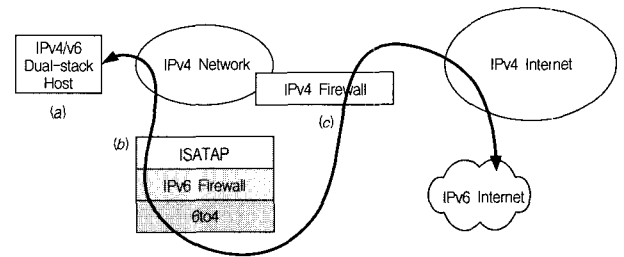 IPv4/v6
Dual-stack
Host
(a)
IPv4 Network
IPv4 Firewall
(c)
IPv4 Internet
(b)
ISATAP
IPv6 Firewall
6to4
IPv6 Internet